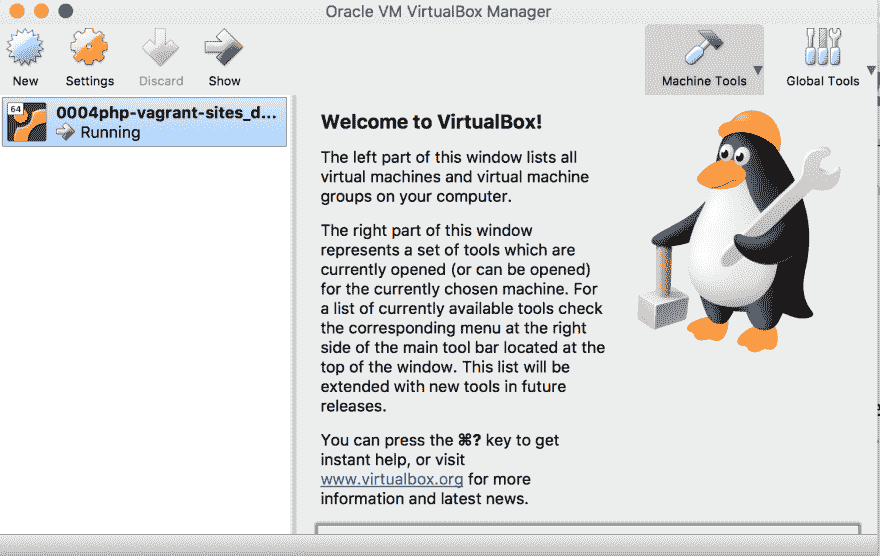 Oracle VM VirtualBox Manager
New
Settings
Discard
Show
Machine Tools
Global Tools
64
0004php-vagrant-sites_d...
Running
Welcome to VirtualBox!
The left part of this window lists all
virtual machines and virtual machine
groups on your computer.
The right part of this window
represents a set of tools which are
currently opened (or can be opened)
for the currently chosen machine. For
a list of currently available tools check
the corresponding menu at the right
side of the main tool bar located at the
top of the window. This list will be
extended with new tools in future
releases.
You can press the ⌘? key to get
instant help, or visit
www.virtualbox.org for more
information and latest news.